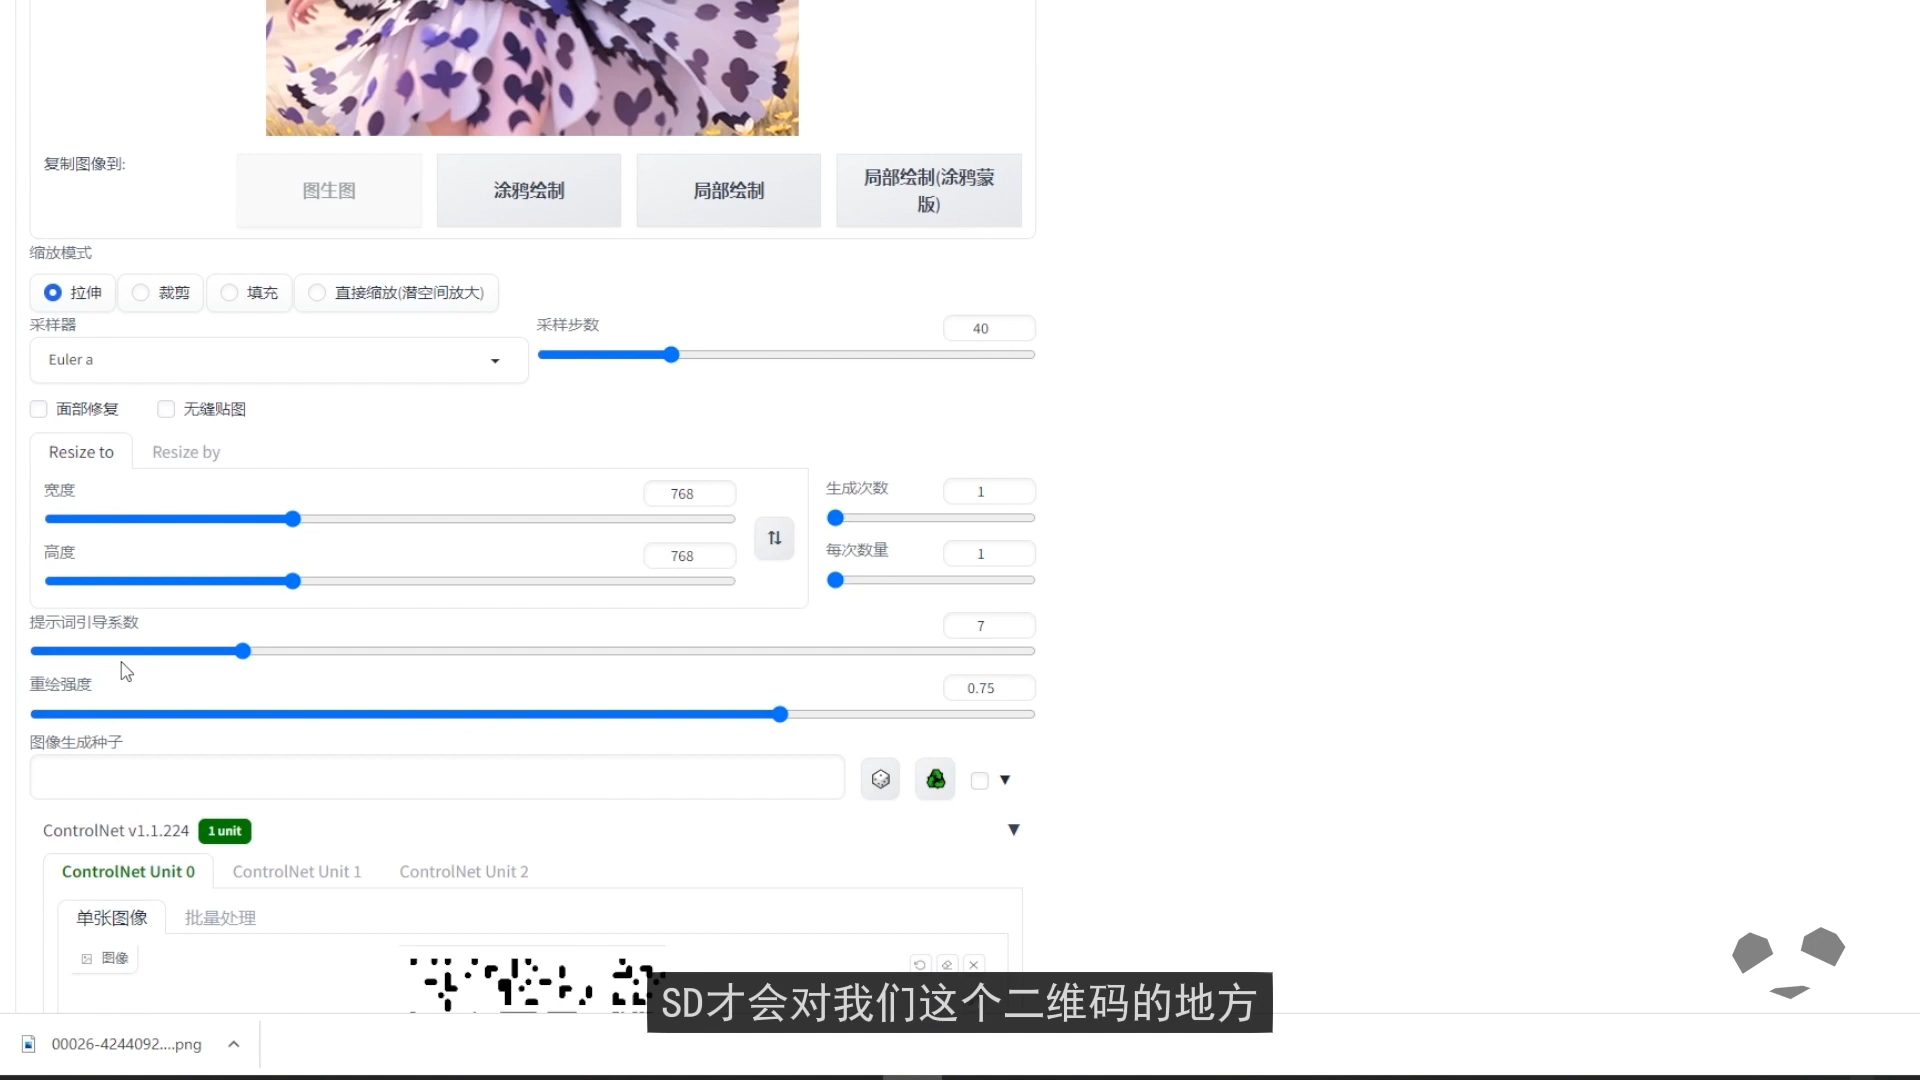 复制图像到:
图生图
涂鸦绘制
局部绘制
局部绘制(涂鸦蒙
版)
缩放模式
拉伸
裁剪
填充
直接缩放(潜空间放大)
采样器
采样步数
40
Euler a
面部修复
无缝贴图
Resize to
Resize by
宽度
768
生成次数
1
高度
768
每次数量
1
提示词引导系数
7
重绘强度
0.75
图像生成种子
ControlNet v1.1.224
1 unit
ControlNet Unit 0
ControlNet Unit 1
ControlNet Unit 2
单张图像
批量处理
图像
SD才会对我们这个二维码的地方
00026-4244092....png